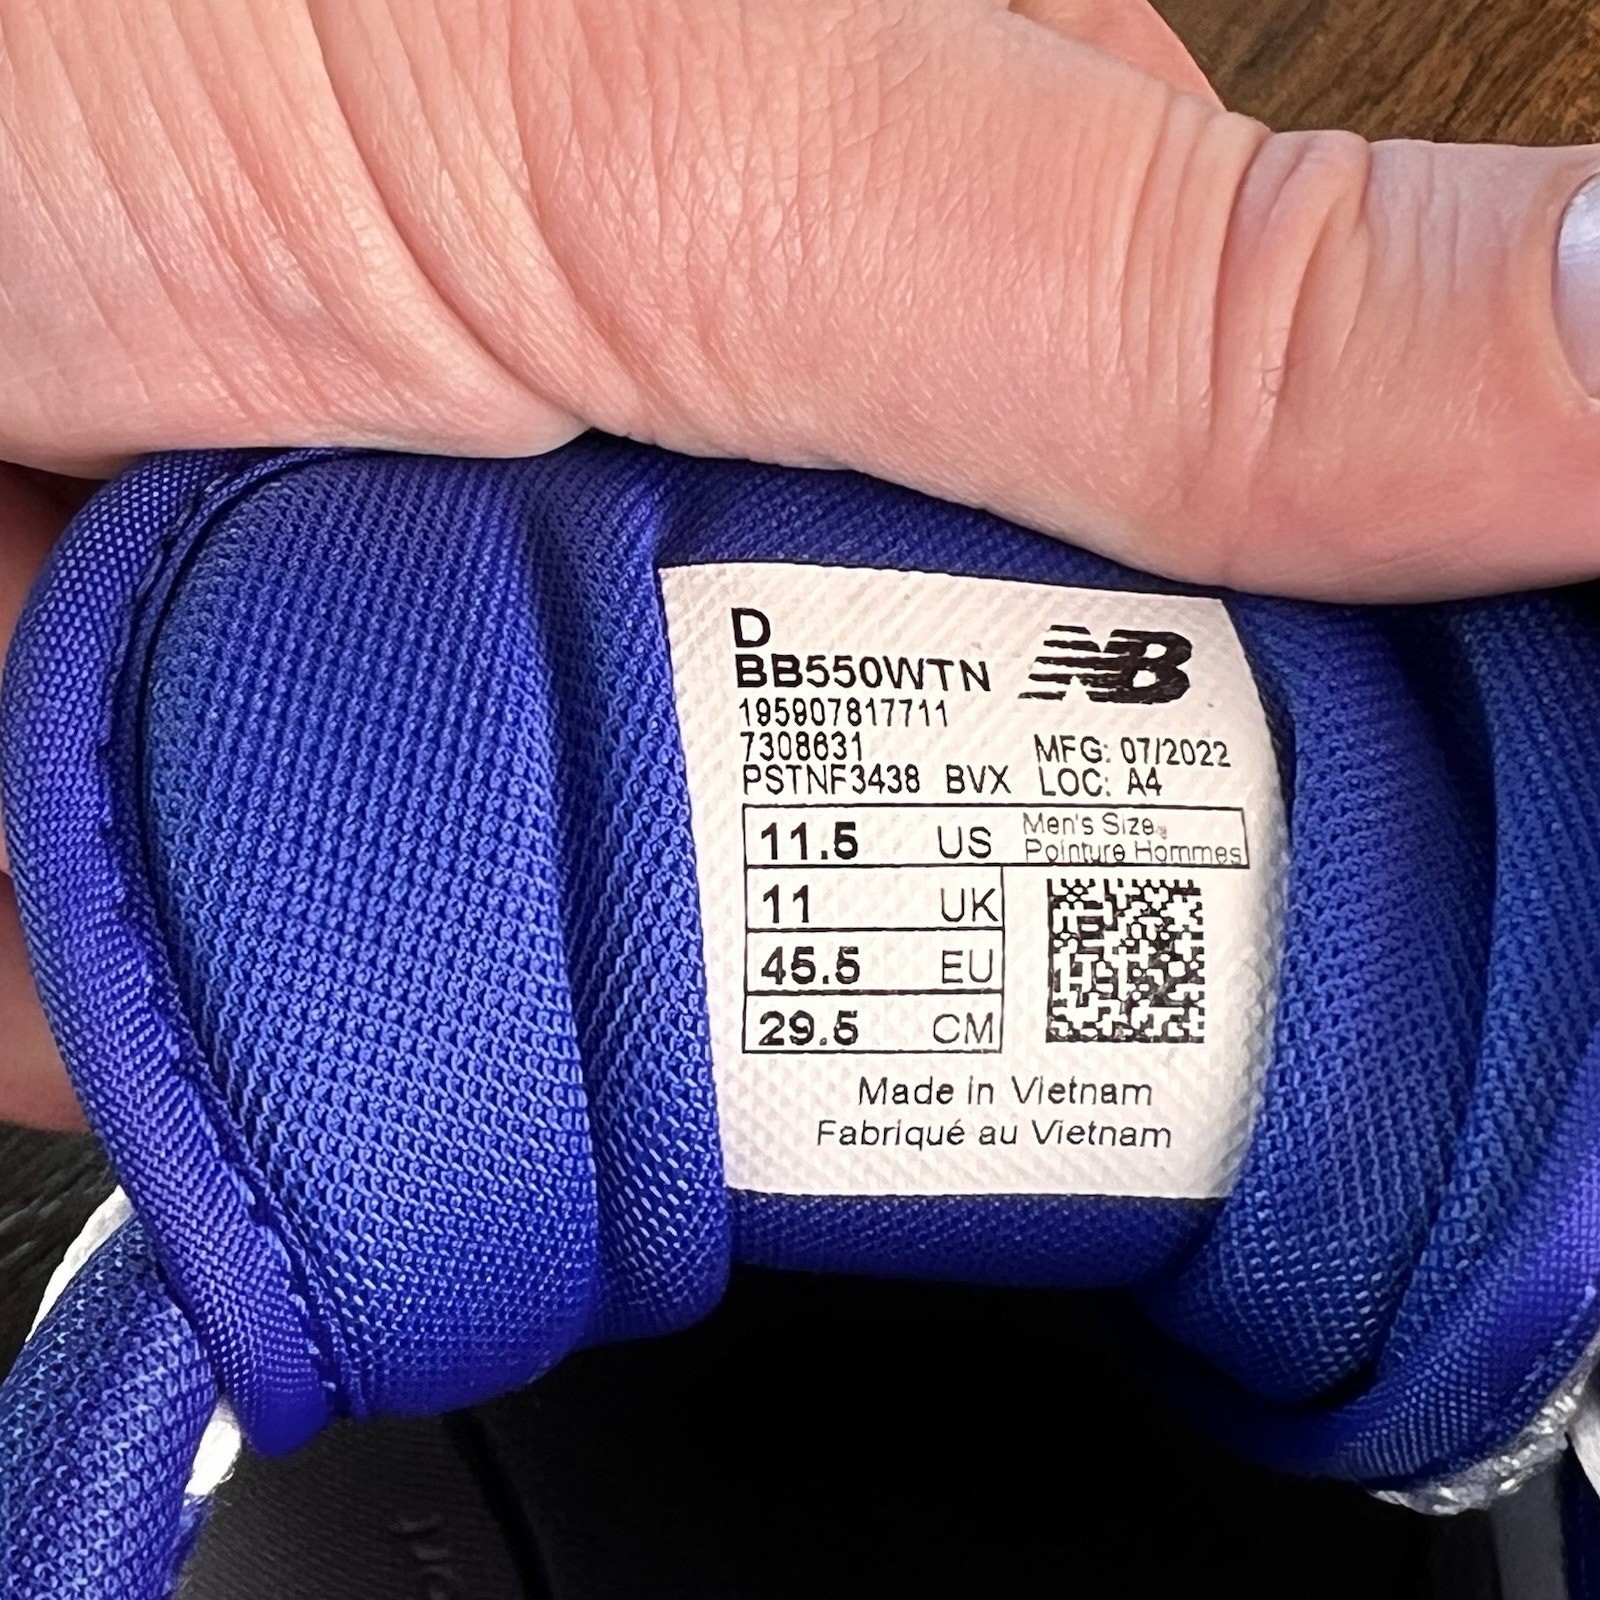 D
BB550WTN NB
195907817711
7308631 MFG: 07/2022
PSTNF3438 BVX LOC: A4
11.5 US Men's Size
Pointure Hommes
11 UK
45.5 EU
29.5 CM
Made in Vietnam
Fabriqué au Vietnam